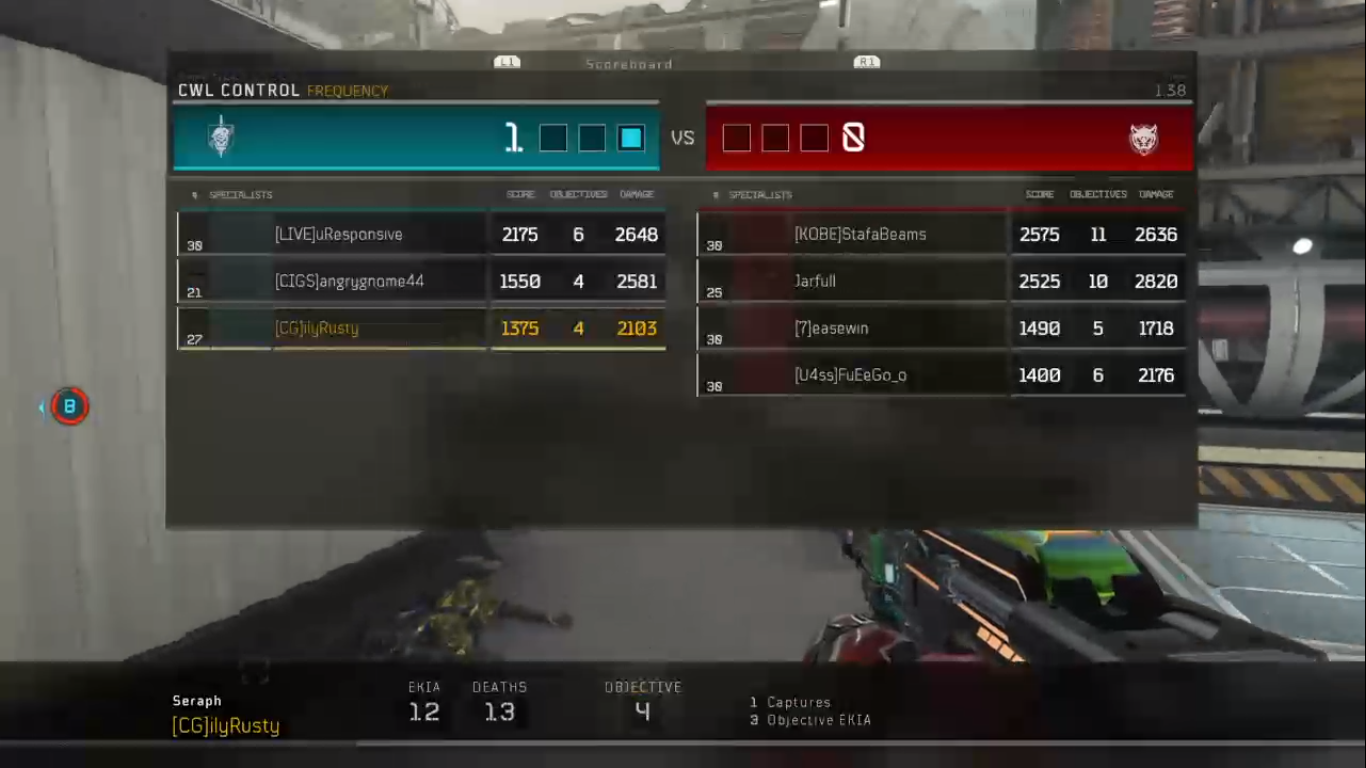 L1 Scoreboard R1
CWL CONTROL FREQUENCY
1.38
1 VS 0
# SPECIALISTS SCORE OBJECTIVES DAMAGE
30 [LIVE]uResponsive 2175 6 2648
21 [CIGS]angrygnome44 1550 4 2581
27 [CG]ilyRusty 1375 4 2103
# SPECIALISTS SCORE OBJECTIVES DAMAGE
30 [KOBE]StafaBeams 2575 11 2636
25 Jarfull 2525 10 2820
30 [7]easewin 1490 5 1718
30 [U4ss]FuEeGo_o 1400 6 2176
B
Seraph
[CG]ilyRusty
EKIA DEATHS OBJECTIVE
12 13 4
1 Captures
3 Objective EKIA